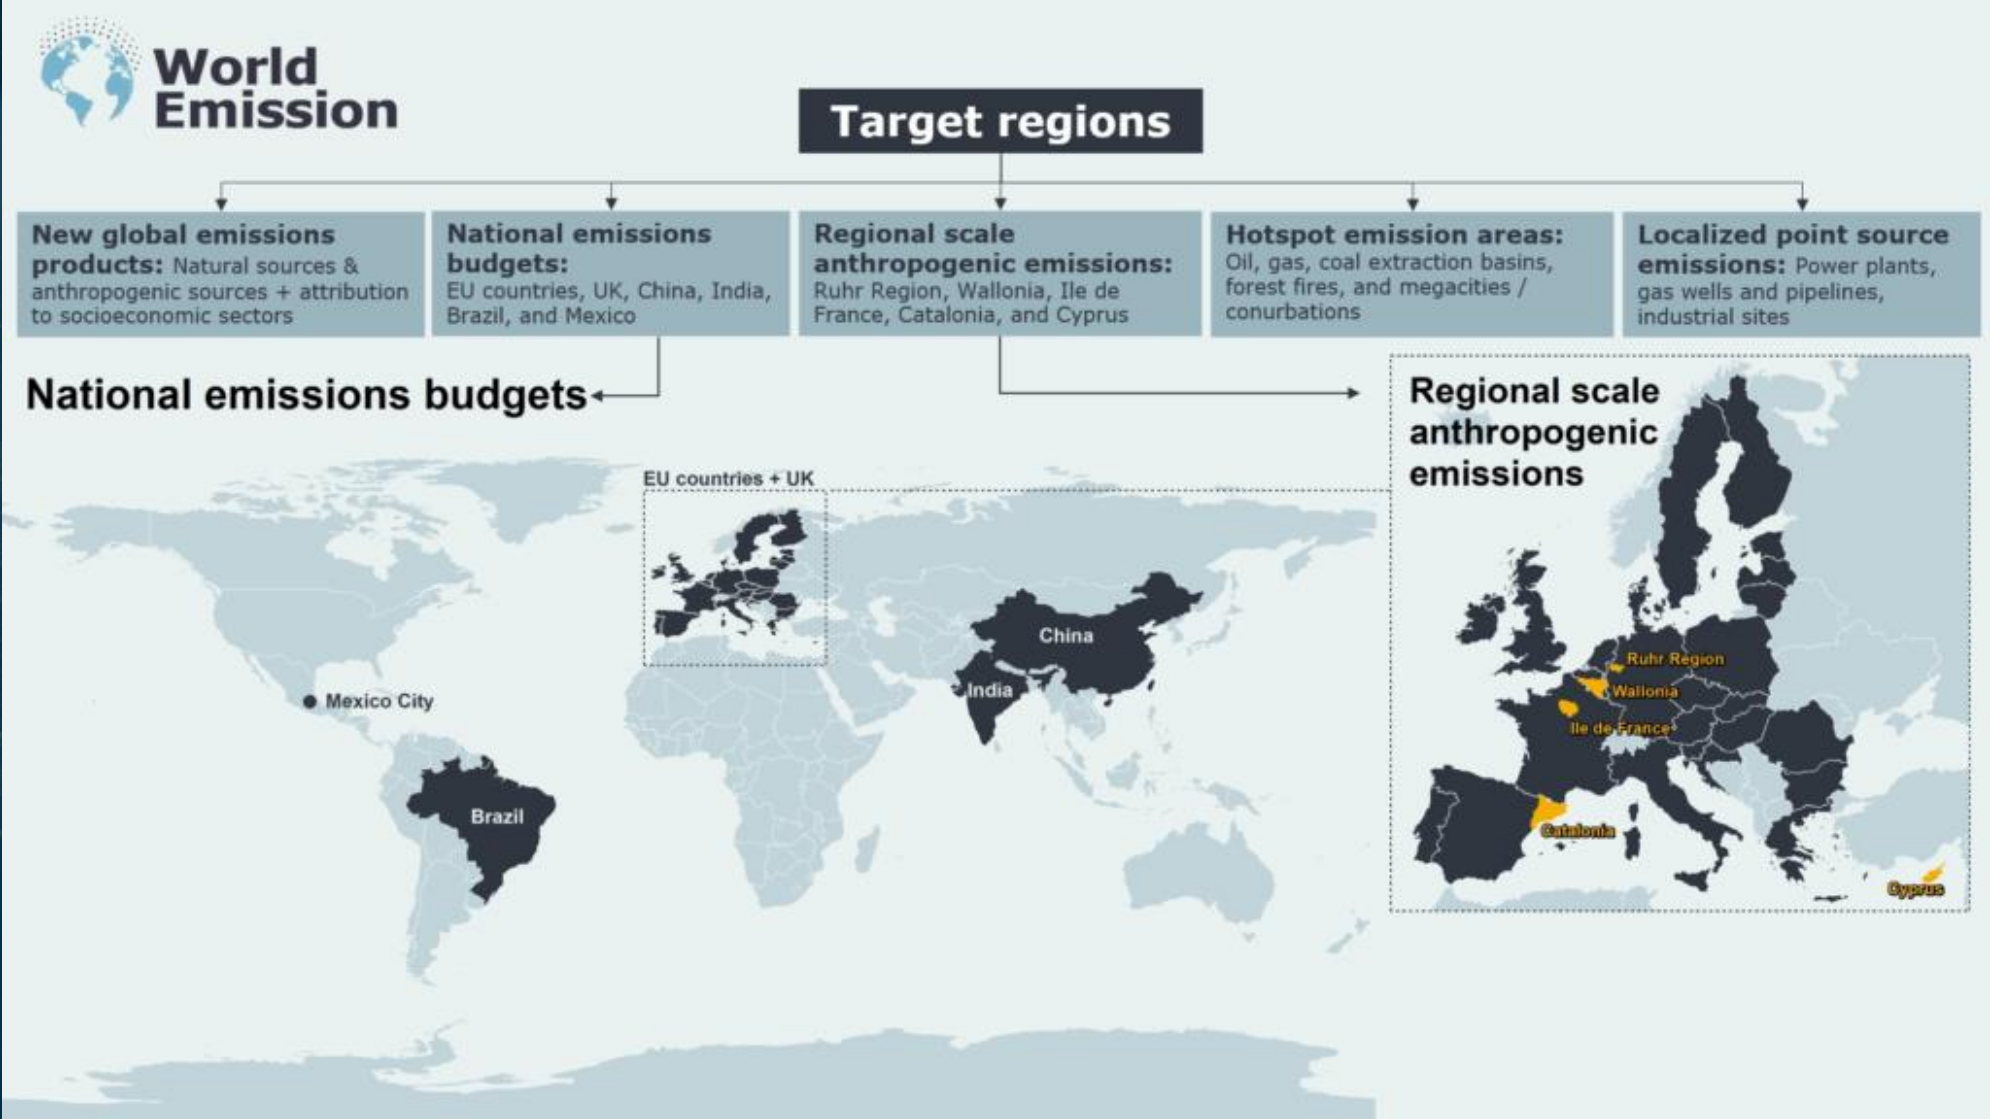 World
Emission
Target regions
New global emissions
products: Natural sources &
anthropogenic sources + attribution
to socioeconomic sectors
National emissions
budgets:
EU countries, UK, China, India,
Brazil, and Mexico
Regional scale
anthropogenic emissions:
Ruhr Region, Wallonia, Ile de
France, Catalonia, and Cyprus
Hotspot emission areas:
Oil, gas, coal extraction basins,
forest fires, and megacities /
conurbations
Localized point source
emissions: Power plants,
gas wells and pipelines,
industrial sites
National emissions budgets
EU countries + UK
China
India
Mexico City
Brazil
Regional scale
anthropogenic
emissions
Ruhr Region
Wallonia
Ile de France
Catalonia
Cyprus